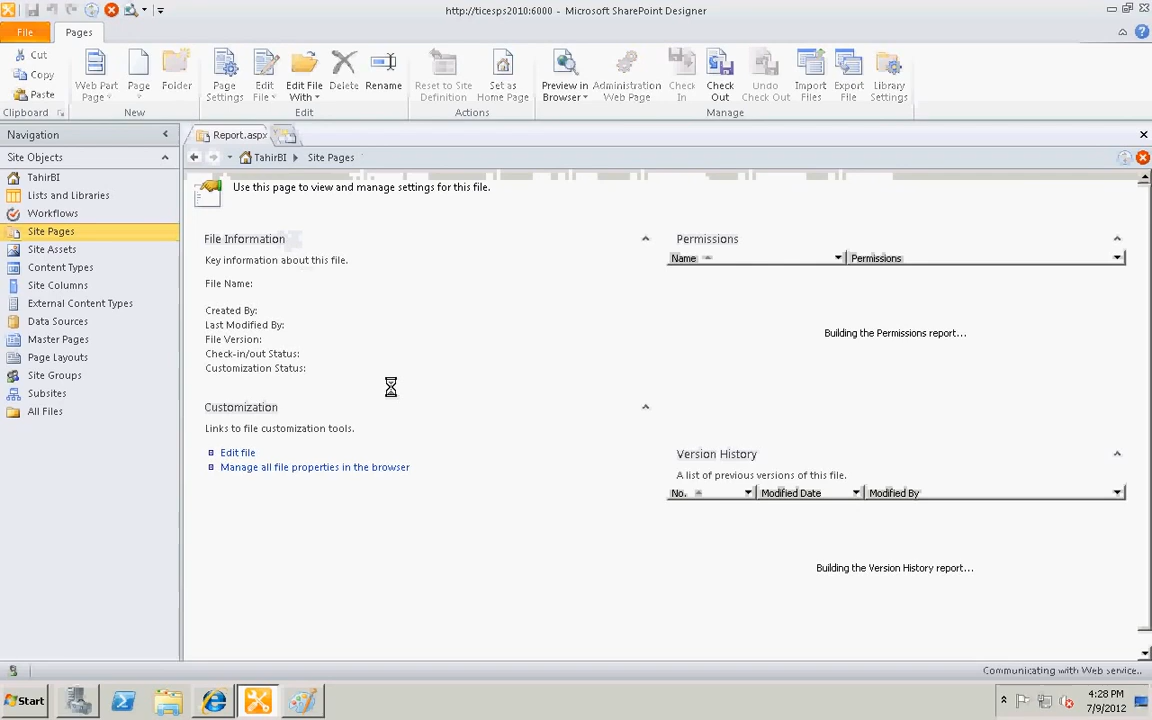 http://ticesps2010:6000 - Microsoft SharePoint Designer
File
Pages
Cut
Copy
Paste
Clipboard
Web Part Page
Page
Folder
New
Page Settings
Edit File
Edit File With
Delete
Rename
Edit
Reset to Site Definition
Set as Home Page
Actions
Preview in Browser
Administration Web Page
Check In
Check Out
Undo Check Out
Import Files
Export File
Library Settings
Manage
Navigation
Report.aspx
Site Objects
TahirBI
Site Pages
TahirBI
Lists and Libraries
Workflows
Site Pages
Site Assets
Content Types
Site Columns
External Content Types
Data Sources
Master Pages
Page Layouts
Site Groups
Subsites
All Files
Use this page to view and manage settings for this file.
File Information
Key information about this file.
File Name:
Created By:
Last Modified By:
File Version:
Check-in/out Status:
Customization Status:
Customization
Links to file customization tools.
Edit file
Manage all file properties in the browser
Permissions
Name
Permissions
Building the Permissions report...
Version History
A list of previous versions of this file.
No.
Modified Date
Modified By
Building the Version History report...
Communicating with Web service..
Start
4:28 PM
7/9/2012